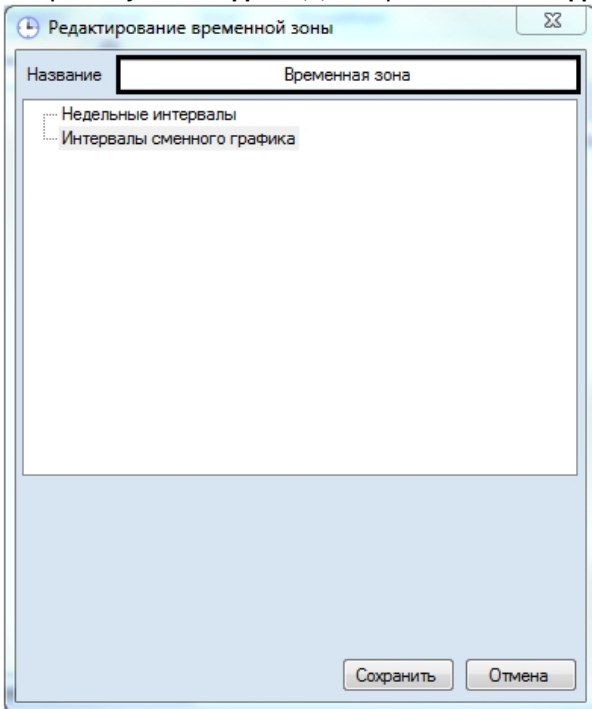 Редактирование временной зоны
Название Временная зона
Недельные интервалы
Интервалы сменного графика
Сохранить Отмена